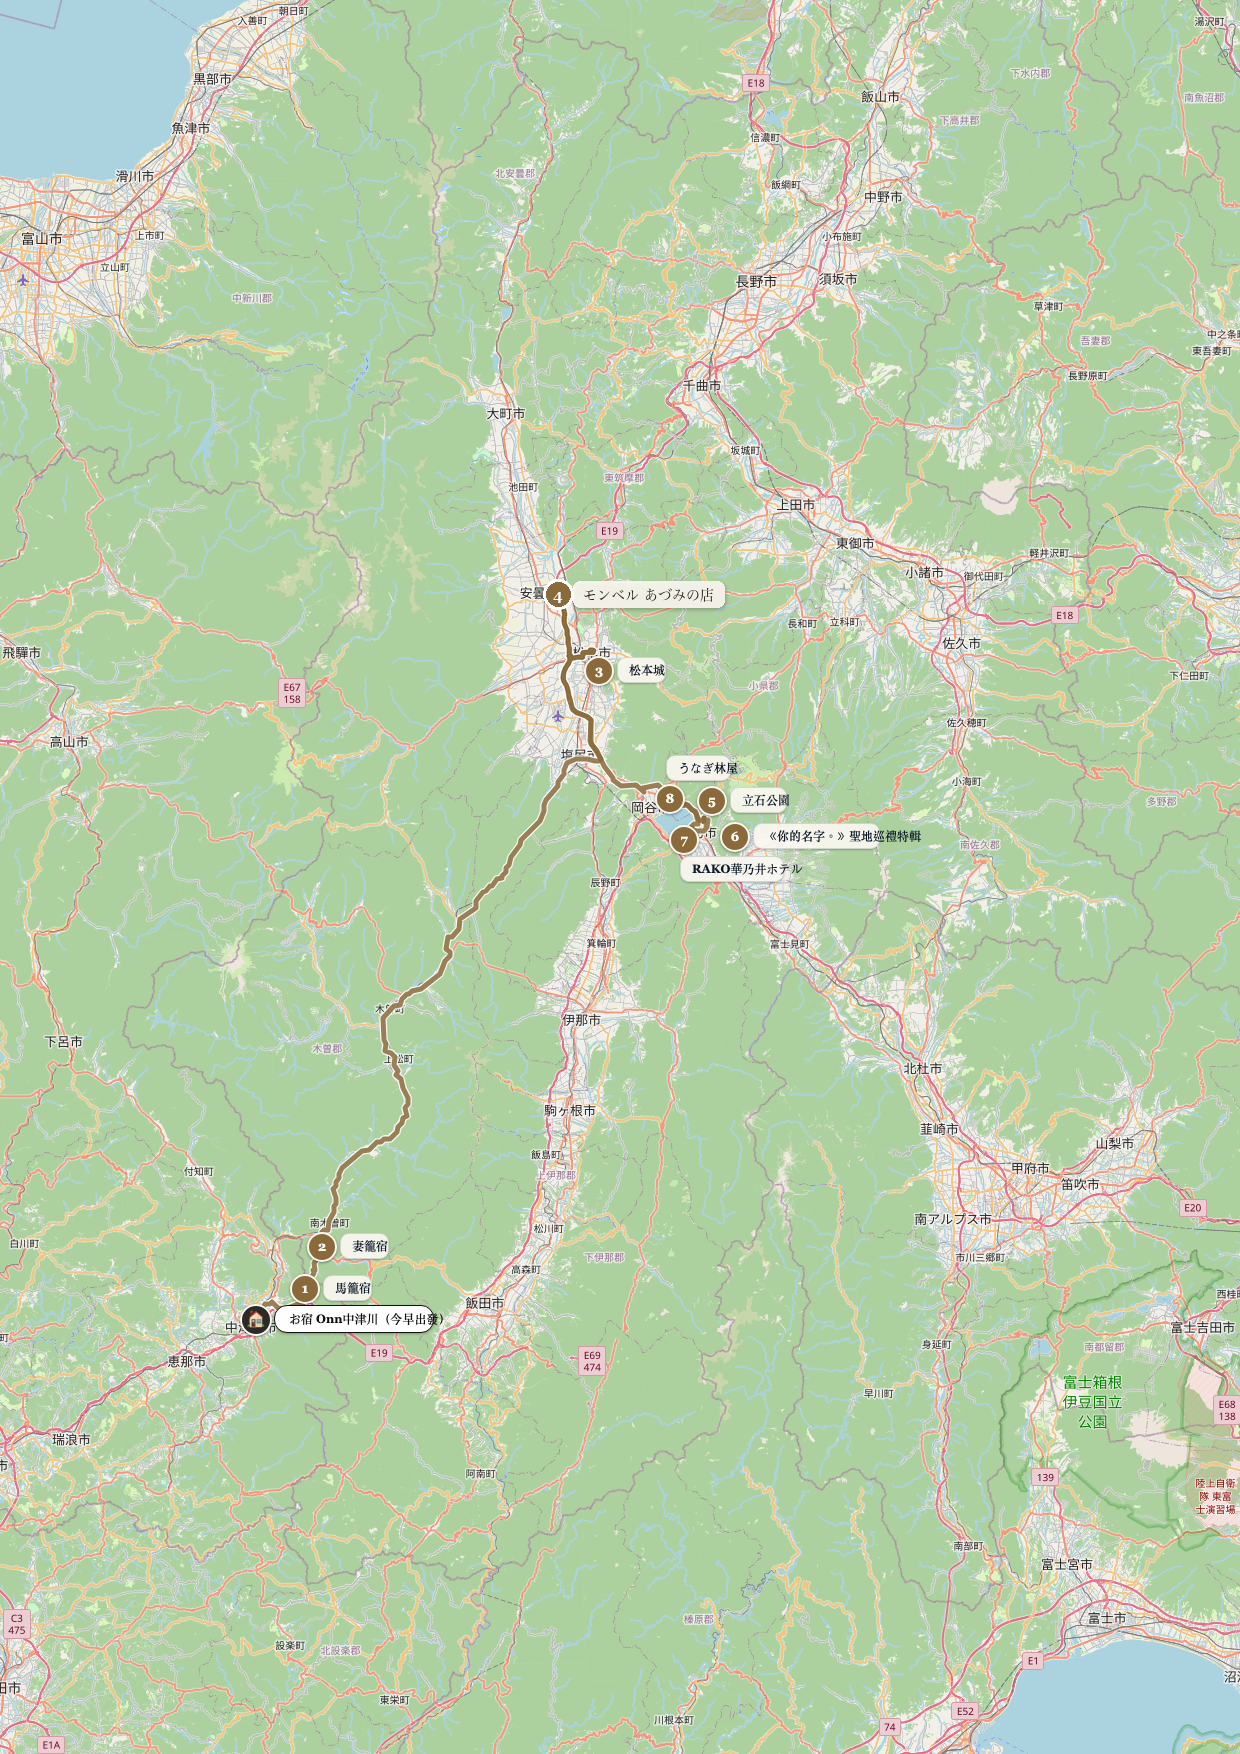 朝日町
入善町
湯沢町
黒部市
E18
下水内郡
飯山市
南魚沼郡
魚津市
下高井郡
信濃町
滑川市
北安曇郡
飯綱町
中野市
富山市
上市町
小布施町
立山町
長野市
須坂市
中新川郡
草津町
中之条町
吾妻郡
東吾妻町
長野原町
千曲市
大町市
坂城町
東筑摩郡
池田町
上田市
E19
東御市
軽井沢町
小諸市
御代田町
4
モンベル あづみの店
E18
長和町
立科町
佐久市
飛騨市
3
松本城
下仁田町
小県郡
E67
158
佐久穂町
高山市
うなぎ林屋
小海町
8
5
立石公園
多野郡
岡谷
7
6
《你的名字。》聖地巡禮特輯
南佐久郡
RAKO華乃井ホテル
辰野町
箕輪町
富士見町
伊那市
下呂市
木曽郡
上松町
北杜市
駒ヶ根市
韮崎市
山梨市
飯島町
甲府市
付知町
上伊那郡
笛吹市
E20
南木曽町
松川町
南アルプス市
白川町
2
妻籠宿
下伊那郡
市川三郷町
高森町
1
馬籠宿
西桂町
飯田市
お宿 Onn中津川（今早出發）
富士吉田市
身延町
南都留郡
E19
恵那市
E69
474
富士箱根
伊豆国立
公園
早川町
E68
138
瑞浪市
阿南町
139
陸上自衛
隊 東富
士演習場
南部町
富士宮市
C3
475
榛原郡
富士市
設楽町
北設楽郡
E1
東栄町
E52
川根本町
74
E1A